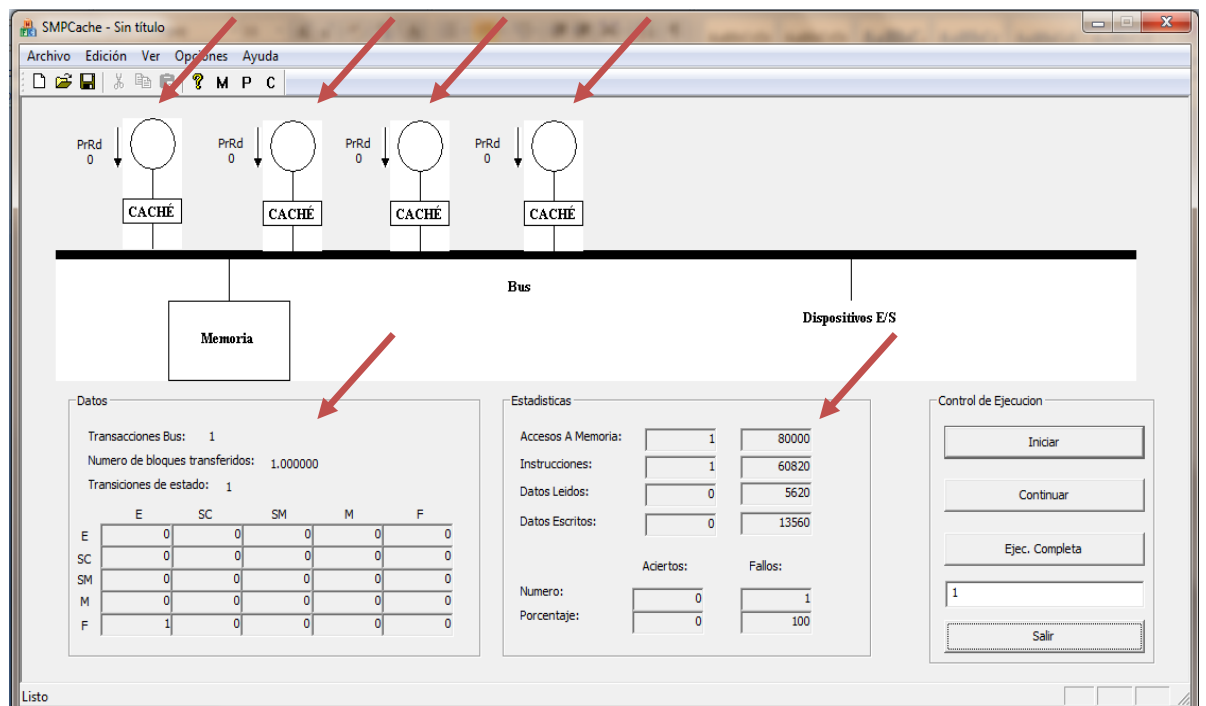 SMPCache - Sin título
Archivo Edición Ver Opciones Ayuda
M P C
PrRd PrRd PrRd PrRd
0 0 0 0
CACHÉ CACHÉ CACHÉ CACHÉ
Bus
Memoria
Dispositivos E/S
Datos
Transacciones Bus: 1
Numero de bloques transferidos: 1.000000
Transiciones de estado: 1
E SC SM M F
E 0 0 0 0 0
SC 0 0 0 0 0
SM 0 0 0 0 0
M 0 0 0 0 0
F 1 0 0 0 0
Estadisticas
Accesos A Memoria: 1 80000
Instrucciones: 1 60820
Datos Leidos: 0 5620
Datos Escritos: 0 13560
Aciertos: Fallos:
Numero: 0 1
Porcentaje: 0 100
Control de Ejecucion
Iniciar
Continuar
Ejec. Completa
1
Salir
Listo